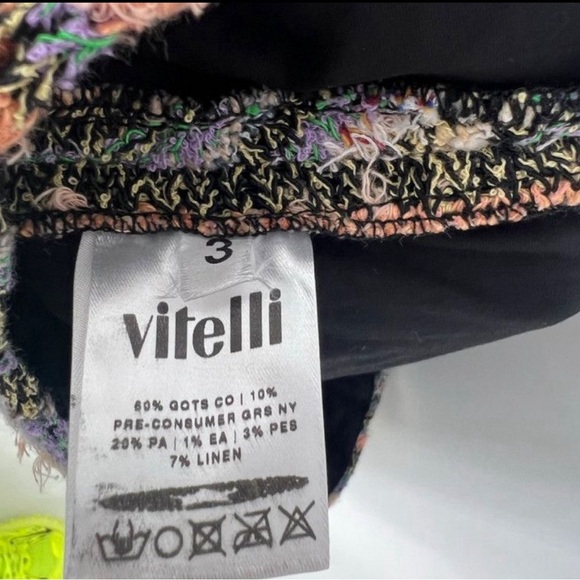 3
vitelli
60% GOTS CO | 10%
PRE-CONSUMER GRS NY
20% PA | 1% EA | 3% PES
7% LINEN